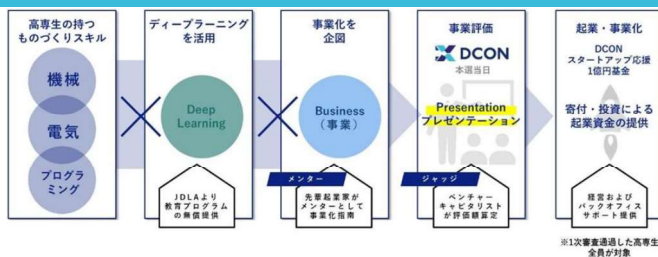 高専生の持つ
ものづくりスキル
機械
電気
プログラ
ミング
ディープラーニング
を活用
Deep
Learning
JDLAより
教育プログラム
の無償提供
事業化を
企図
Business
（事業）
メンター
先輩起業家が
メンターとして
事業化指南
事業評価
DCON
本選当日
Presentation
プレゼンテーション
ジャッジ
ベンチャー
キャピタリスト
が評価額算定
起業・事業化
DCON
スタートアップ応援
1億円基金
寄付・投資による
起業資金の提供
経営および
バックオフィス
サポート提供
※1次審査通過した高専生
全員が対象